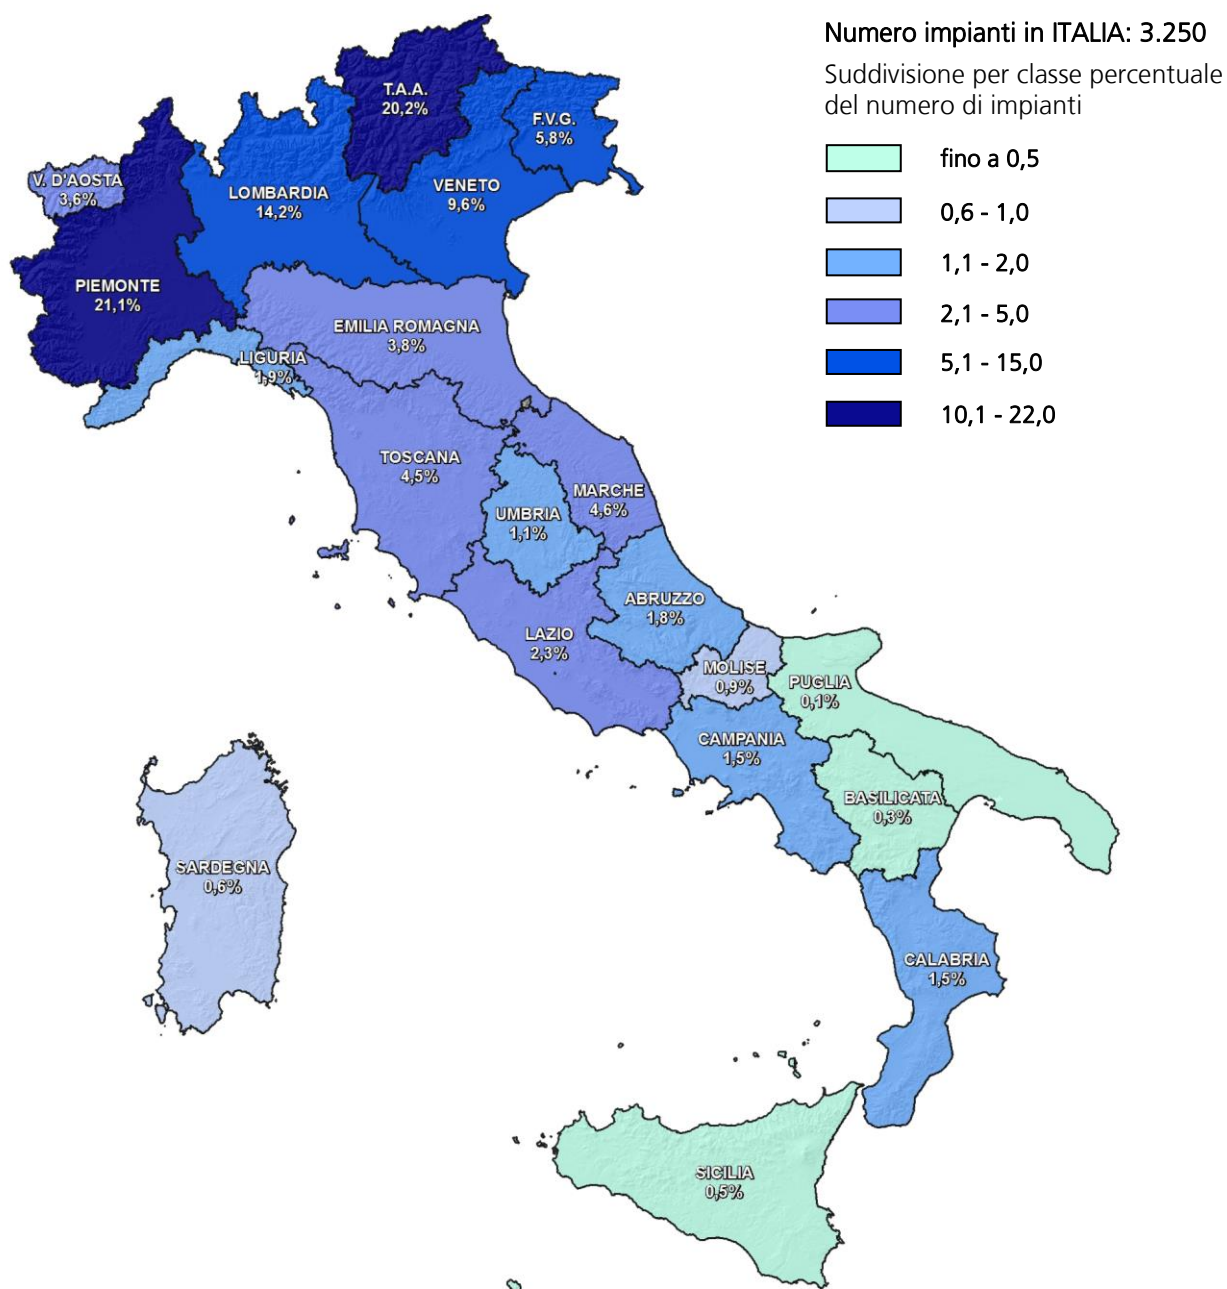 Numero impianti in ITALIA: 3.250
Suddivisione per classe percentuale
del numero di impianti
fino a 0,5
0,6 - 1,0
1,1 - 2,0
2,1 - 5,0
5,1 - 15,0
10,1 - 22,0
T.A.A.
20,2%
F.V.G.
5,8%
V. D'AOSTA
3,6%
LOMBARDIA
14,2%
VENETO
9,6%
PIEMONTE
21,1%
EMILIA ROMAGNA
3,8%
LIGURIA
1,9%
TOSCANA
4,5%
MARCHE
4,6%
UMBRIA
1,1%
ABRUZZO
1,8%
LAZIO
2,3%
MOLISE
0,9%
PUGLIA
0,1%
CAMPANIA
1,5%
BASILICATA
0,3%
SARDEGNA
0,6%
CALABRIA
1,5%
SICILIA
0,5%